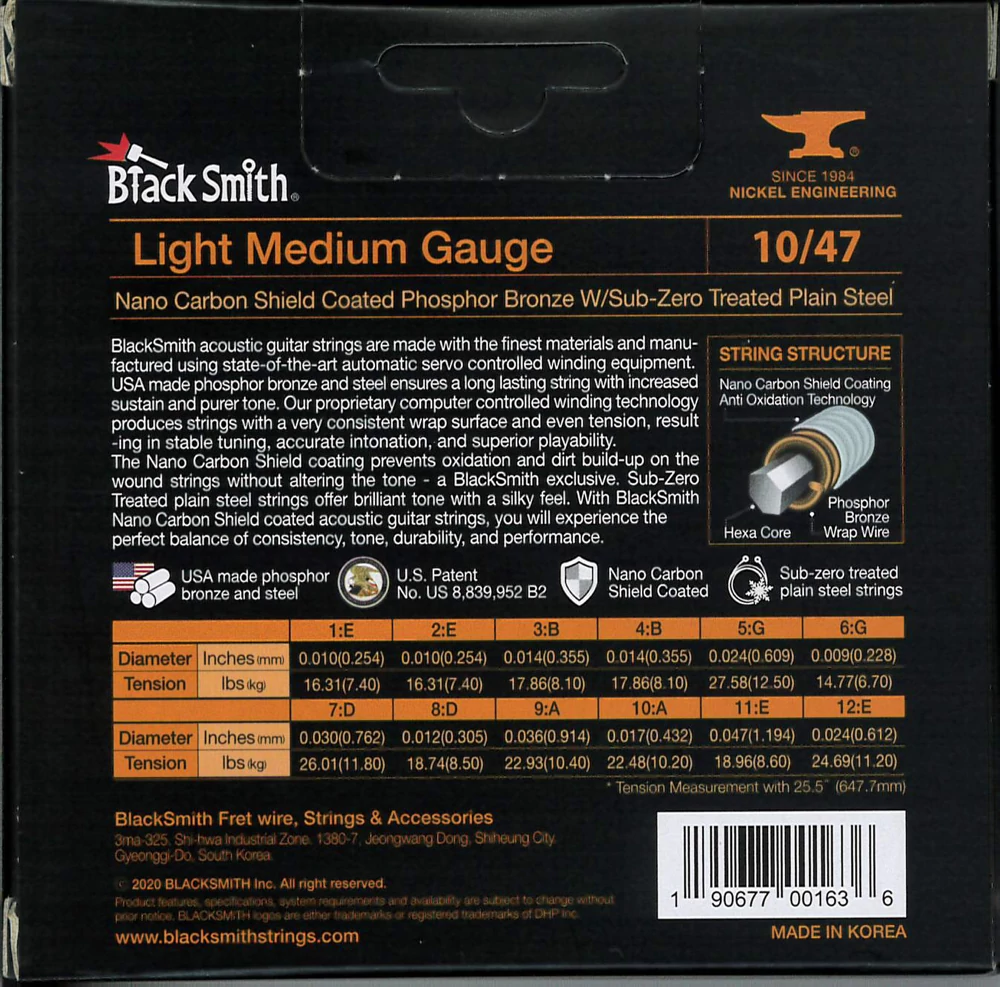 Black Smith®
®
SINCE 1984
NICKEL ENGINEERING
Light Medium Gauge
10/47
Nano Carbon Shield Coated Phosphor Bronze W/Sub-Zero Treated Plain Steel
BlackSmith acoustic guitar strings are made with the finest materials and manu-
factured using state-of-the-art automatic servo controlled winding equipment.
USA made phosphor bronze and steel ensures a long lasting string with increased
sustain and purer tone. Our proprietary computer controlled winding technology
produces strings with a very consistent wrap surface and even tension, result
-ing in stable tuning, accurate intonation, and superior playability.
The Nano Carbon Shield coating prevents oxidation and dirt build-up on the
wound strings without altering the tone - a BlackSmith exclusive. Sub-Zero
Treated plain steel strings offer brilliant tone with a silky feel. With BlackSmith
Nano Carbon Shield coated acoustic guitar strings, you will experience the
perfect balance of consistency, tone, durability, and performance.
STRING STRUCTURE
Nano Carbon Shield Coating
Anti Oxidation Technology
Phosphor
Bronze
Hexa Core Wrap Wire
USA made phosphor
bronze and steel
U.S. Patent
No. US 8,839,952 B2
Nano Carbon
Shield Coated
Sub-zero treated
plain steel strings
1:E 2:E 3:B 4:B 5:G 6:G
Diameter Inches (mm) 0.010(0.254) 0.010(0.254) 0.014(0.355) 0.014(0.355) 0.024(0.609) 0.009(0.228)
Tension lbs (kg) 16.31(7.40) 16.31(7.40) 17.86(8.10) 17.86(8.10) 27.58(12.50) 14.77(6.70)
7:D 8:D 9:A 10:A 11:E 12:E
Diameter Inches (mm) 0.030(0.762) 0.012(0.305) 0.036(0.914) 0.017(0.432) 0.047(1.194) 0.024(0.612)
Tension lbs (kg) 26.01(11.80) 18.74(8.50) 22.93(10.40) 22.48(10.20) 18.96(8.60) 24.69(11.20)
* Tension Measurement with 25.5" (647.7mm)
BlackSmith Fret wire, Strings & Accessories
3ma-325, Shi-hwa Industrial Zone, 1380-7, Jeongwang Dong, Shiheung City,
Gyeonggi-Do, South Korea.
© 2020 BLACKSMITH Inc. All right reserved.
Product features, specifications, system requirements and availability are subject to change without
prior notice. BLACKSMITH logos are either trademarks or registered trademarks of DHP Inc.
www.blacksmithstrings.com
1 90677 00163 6
MADE IN KOREA